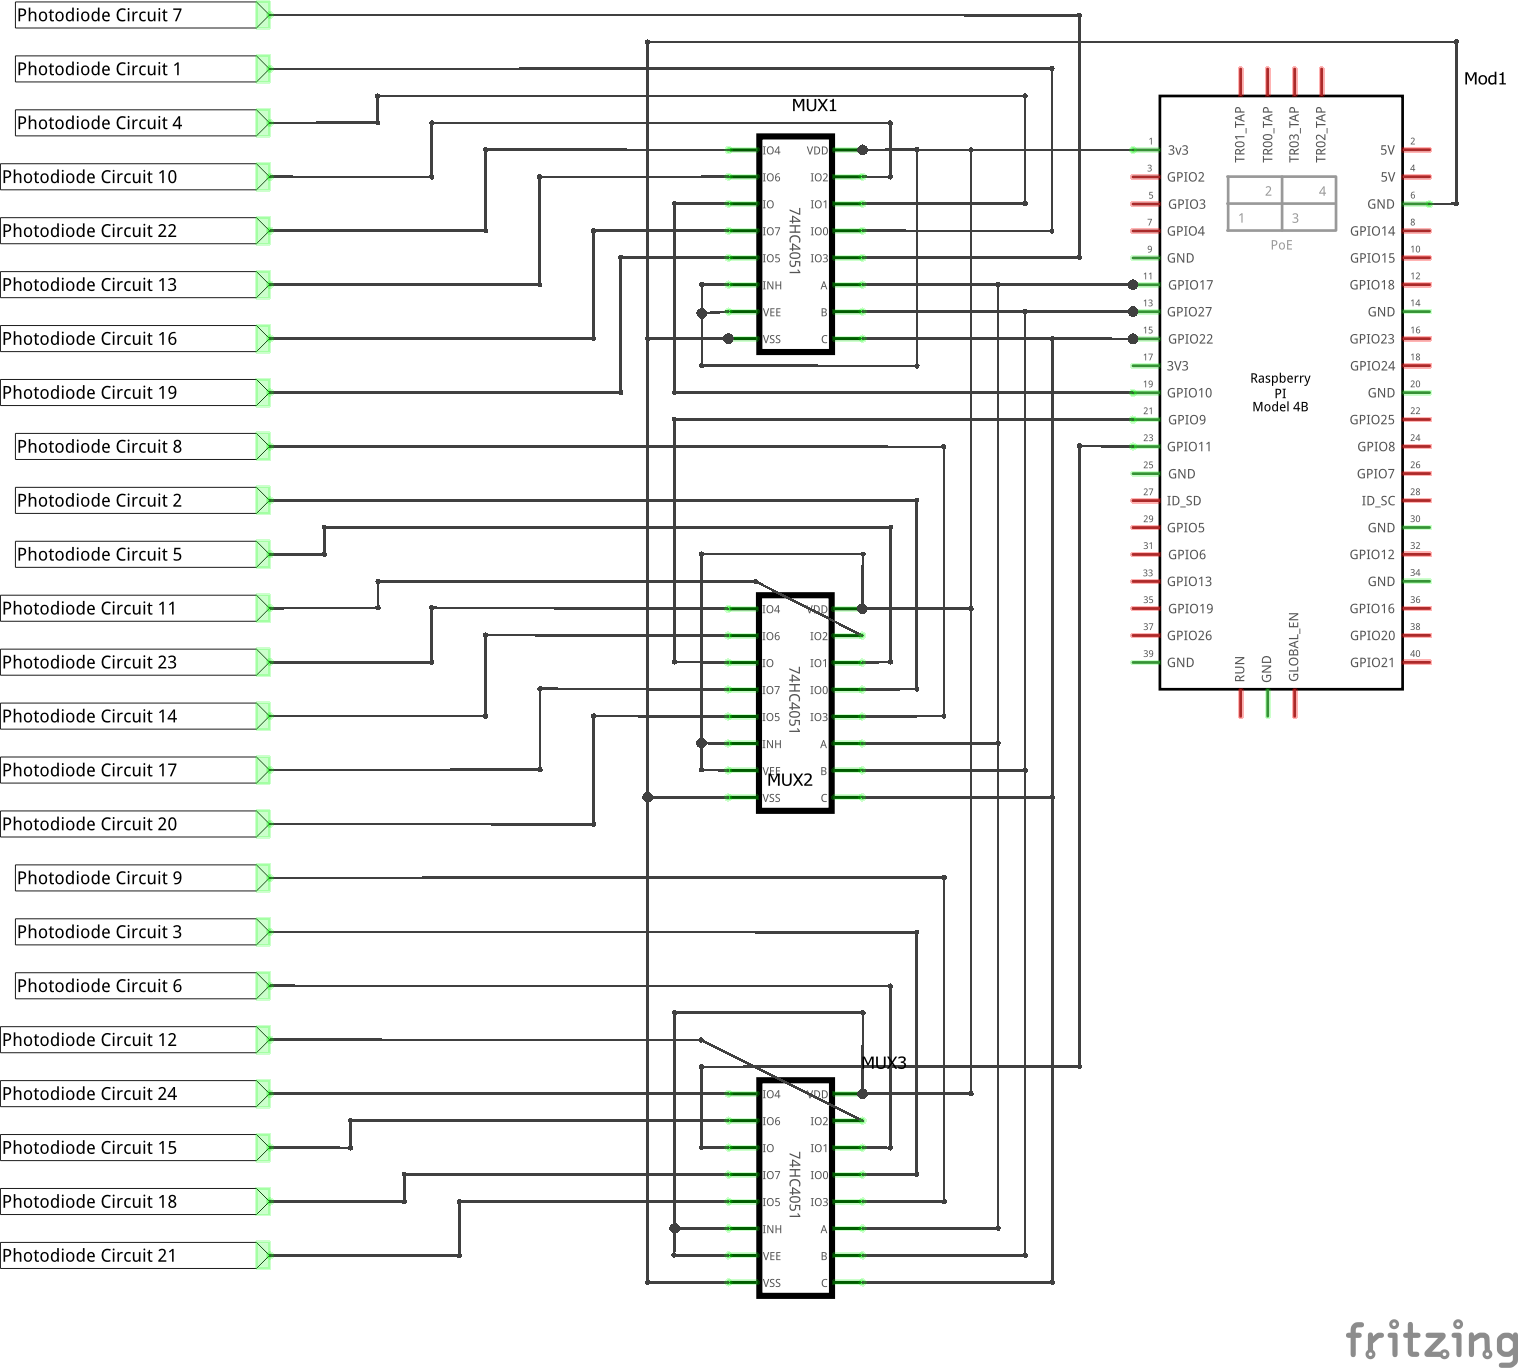 Photodiode Circuit 7
Photodiode Circuit 1
Photodiode Circuit 4
Photodiode Circuit 10
Photodiode Circuit 22
Photodiode Circuit 13
Photodiode Circuit 16
Photodiode Circuit 19
Photodiode Circuit 8
Photodiode Circuit 2
Photodiode Circuit 5
Photodiode Circuit 11
Photodiode Circuit 23
Photodiode Circuit 14
Photodiode Circuit 17
Photodiode Circuit 20
Photodiode Circuit 9
Photodiode Circuit 3
Photodiode Circuit 6
Photodiode Circuit 12
Photodiode Circuit 24
Photodiode Circuit 15
Photodiode Circuit 18
Photodiode Circuit 21
MUX1
IO4 VDD
IO6 IO2
IO IO1
IO7 IO0
IO5 IO3
INH A
VEE B
VSS C
74HC4051
IO4 VDD
IO6 IO2
IO IO1
IO7 IO0
IO5 IO3
INH A
VEE B
VSS C
74HC4051
MUX2
MUX3
IO4 VDD
IO6 IO2
IO IO1
IO7 IO0
IO5 IO3
INH A
VEE B
VSS C
74HC4051
Mod1
TR01_TAP
TR00_TAP
TR03_TAP
TR02_TAP
1 3v3 5V 2
3 GPIO2 5V 4
5 GPIO3 GND 6
7 GPIO4 GPIO14 8
9 GND GPIO15 10
11 GPIO17 GPIO18 12
13 GPIO27 GND 14
15 GPIO22 GPIO23 16
17 3V3 GPIO24 18
19 GPIO10 GND 20
21 GPIO9 GPIO25 22
23 GPIO11 GPIO8 24
25 GND GPIO7 26
27 ID_SD ID_SC 28
29 GPIO5 GND 30
31 GPIO6 GPIO12 32
33 GPIO13 GND 34
35 GPIO19 GPIO16 36
37 GPIO26 GPIO20 38
39 GND GPIO21 40
2 4
1 3
PoE
Raspberry
PI
Model 4B
RUN
GND
GLOBAL_EN
fritzing